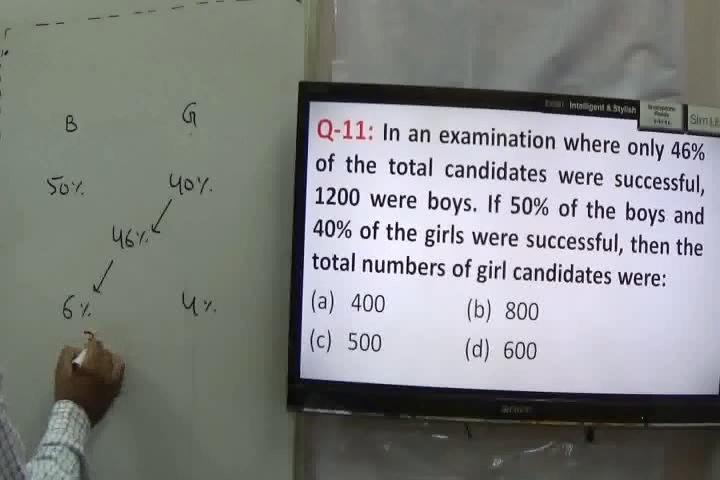 B G
50% 40%
46%
6% 4%
Intelligent & Stylish
Q-11: In an examination where only 46%
of the total candidates were successful,
1200 were boys. If 50% of the boys and
40% of the girls were successful, then the
total numbers of girl candidates were:
(a) 400 (b) 800
(c) 500 (d) 600